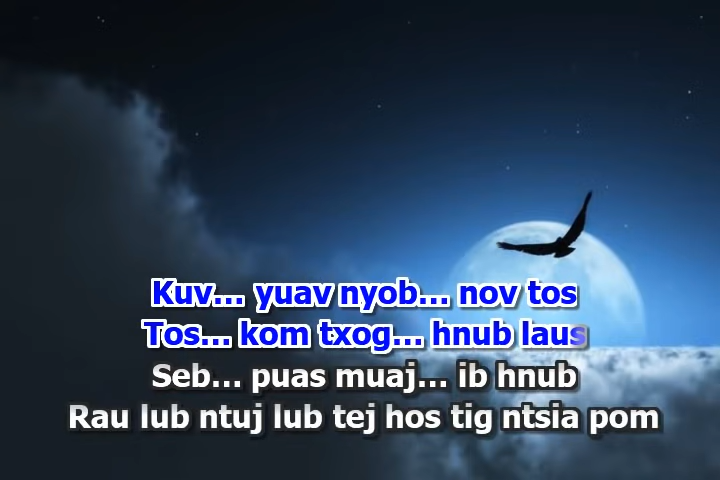 Kuv... yuav nyob... nov tos
Tos... kom txog... hnub laus
Seb... puas muaj... ib hnub
Rau lub ntuj lub tej hos tig ntsia pom